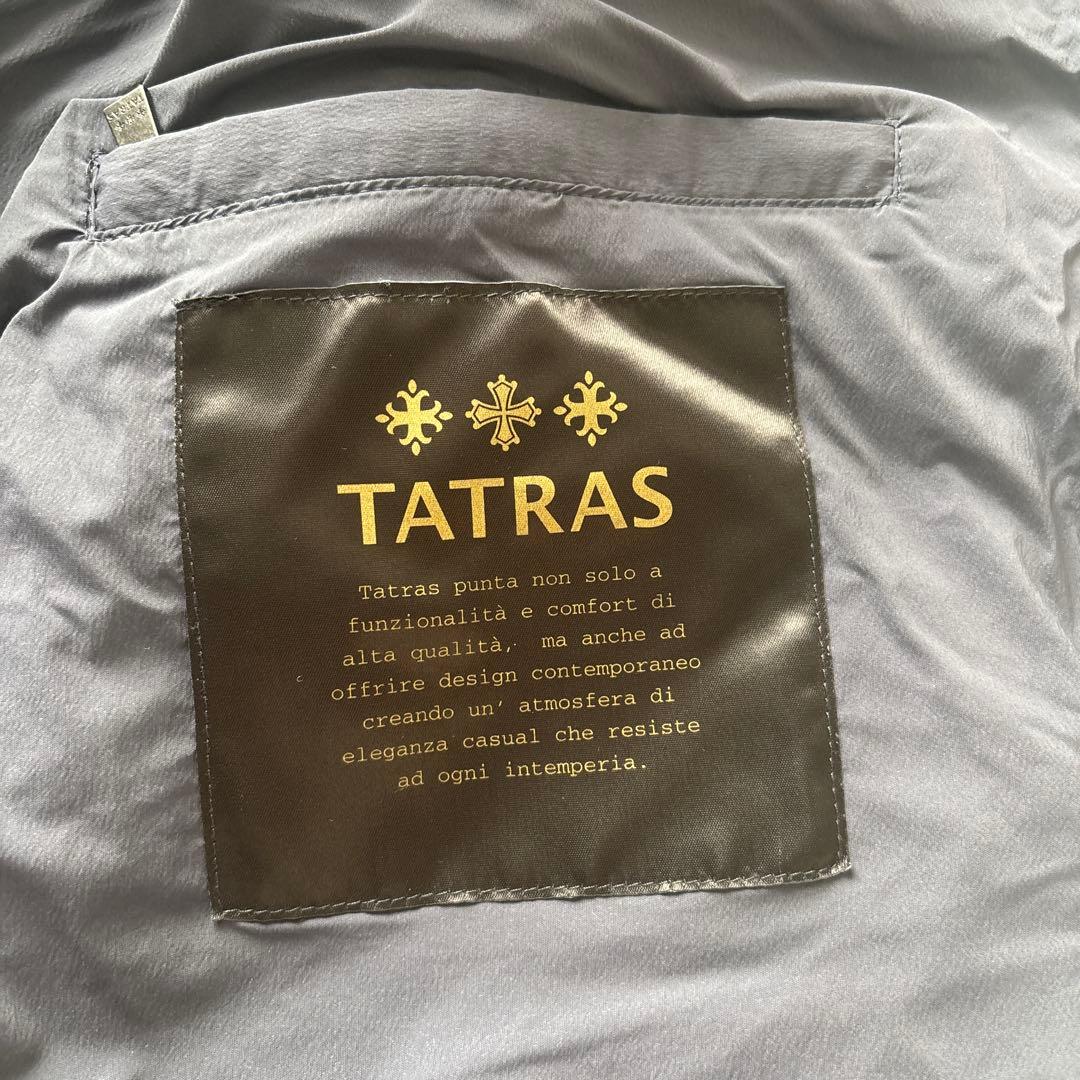 TATRAS
TATRAS
Tatras punta non solo a
funzionalità e comfort di
alta qualità, ma anche ad
offrire design contemporaneo
creando un' atmosfera di
eleganza casual che resiste
ad ogni intemperia.